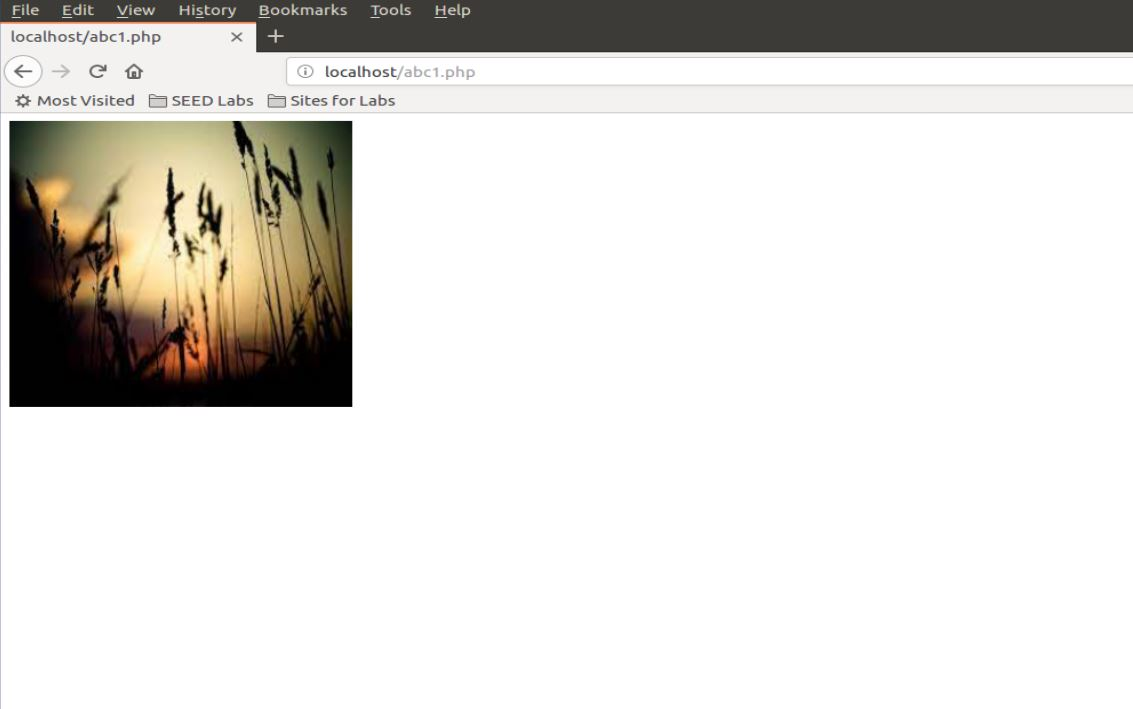 File Edit View History Bookmarks Tools Help
localhost/abc1.php
localhost/abc1.php
Most Visited SEED Labs Sites for Labs